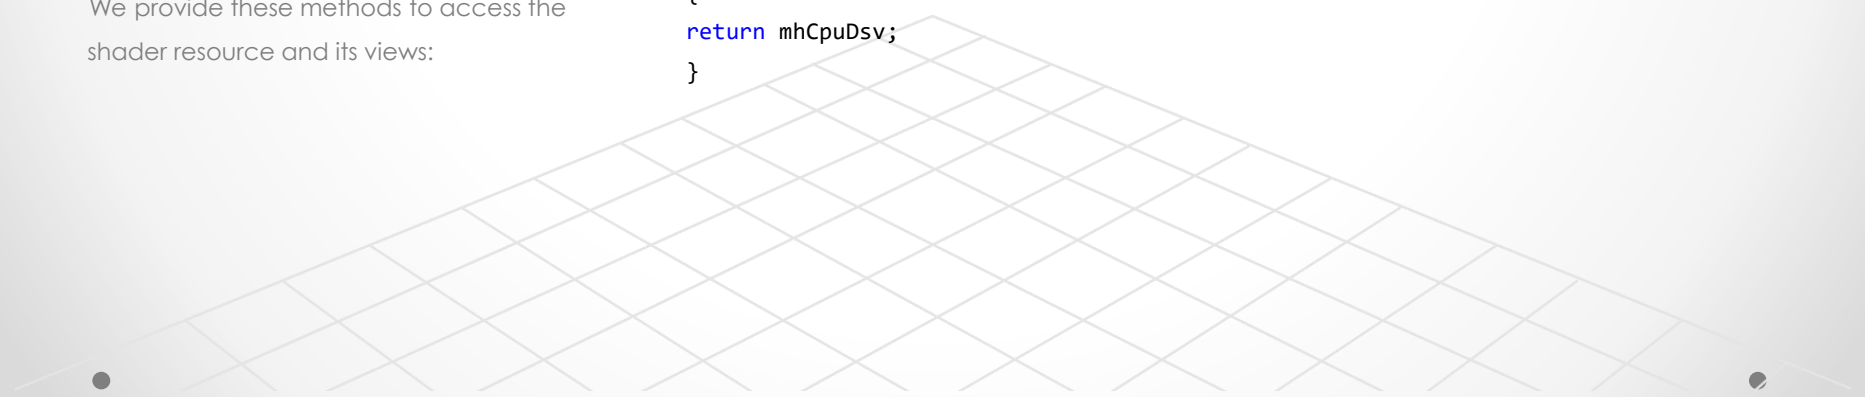 We provide these methods to access the
shader resource and its views:
{
return mhCpuDsv;
}